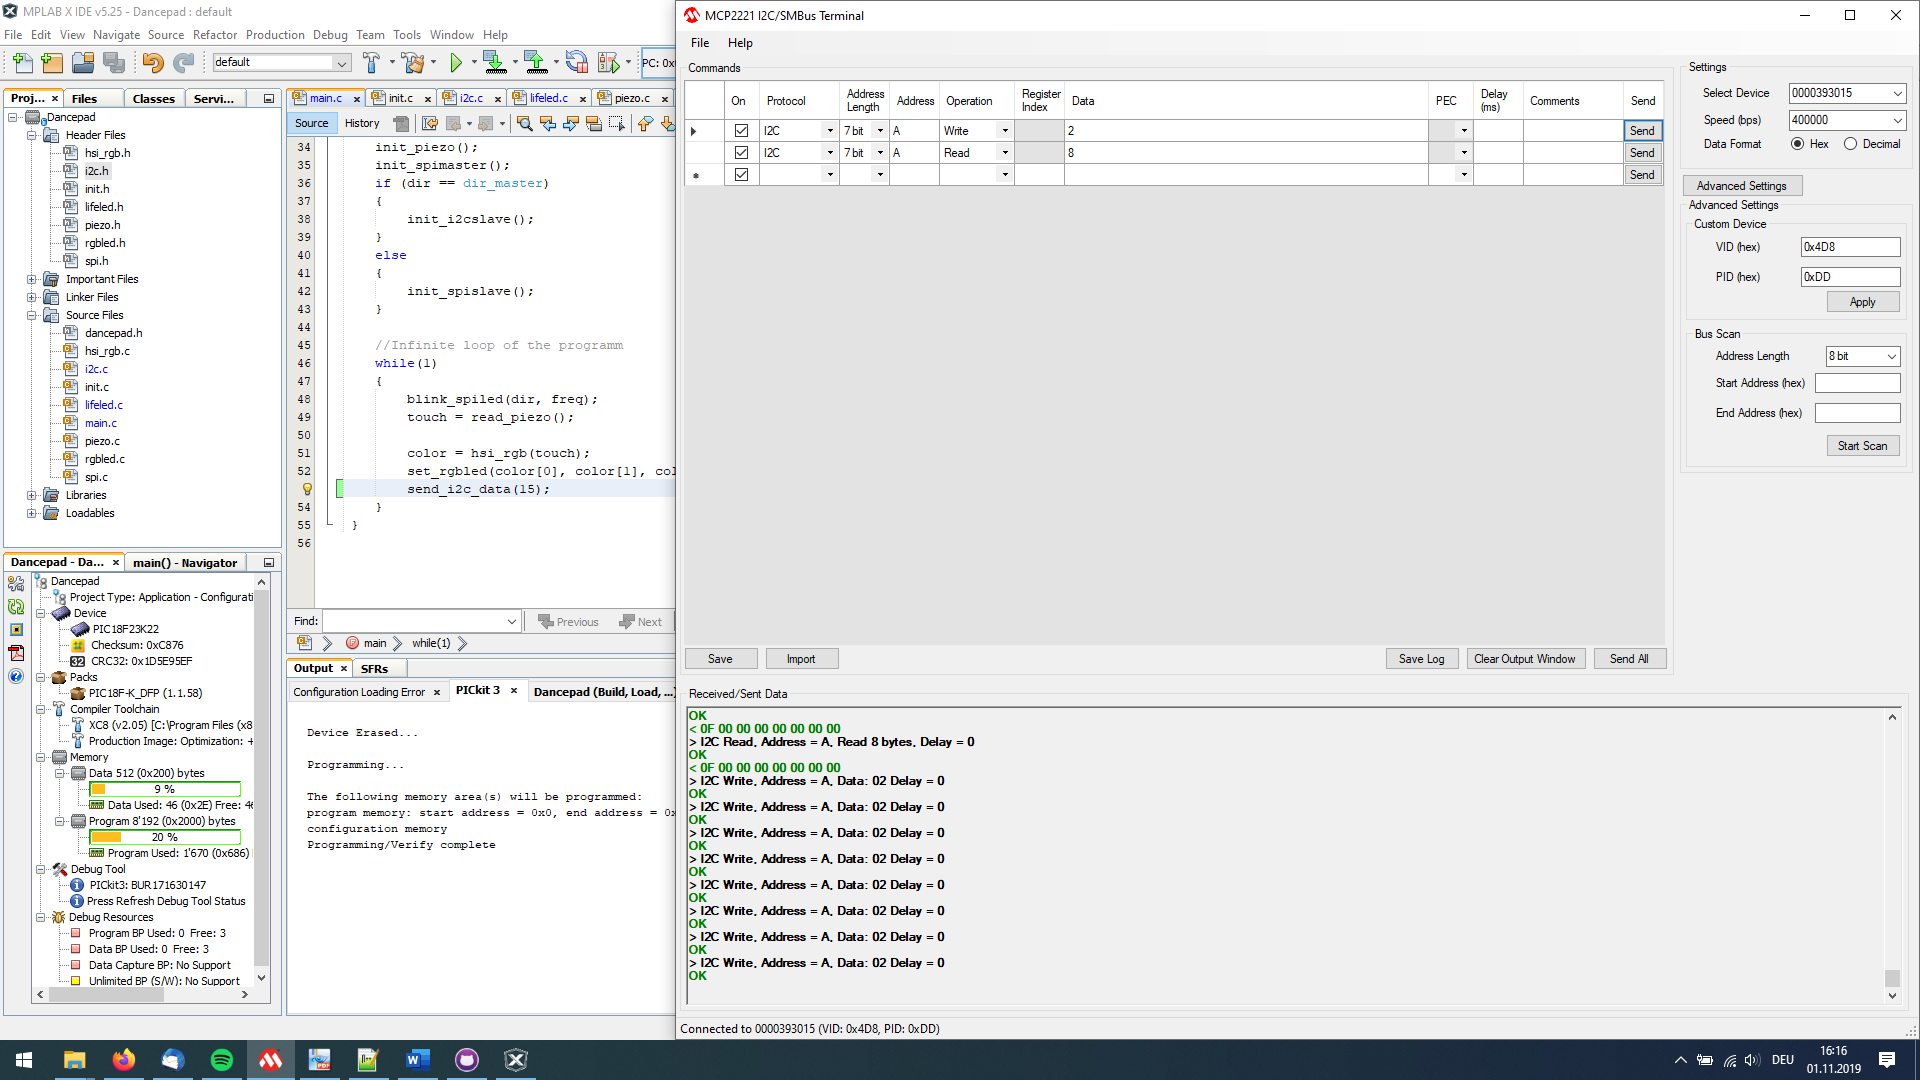 MPLAB X IDE v5.25 - Dancepad : default
File Edit View Navigate Source Refactor Production Debug Team Tools Window Help
default
PC: 0x
Proj... × Files Classes Servi...
Dancepad
Header Files
hsi_rgb.h
i2c.h
init.h
lifeled.h
piezo.h
rgbled.h
spi.h
Important Files
Linker Files
Source Files
dancepad.h
hsi_rgb.c
i2c.c
init.c
lifeled.c
main.c
piezo.c
rgbled.c
spi.c
Libraries
Loadables
main.c × init.c × i2c.c × lifeled.c × piezo.c ×
Source History
34 init_piezo();
35 init_spimaster();
36 if (dir == dir_master)
37 {
38 init_i2cslave();
39 }
40 else
41 {
42 init_spislave();
43 }
44
45 //Infinite loop of the programm
46 while(1)
47 {
48 blink_spiled(dir, freq);
49 touch = read_piezo();
50
51 color = hsi_rgb(touch);
52 set_rgbled(color[0], color[1], col
send_i2c_data(15);
54 }
55 }
56
Find: Previous Next
main while(1)
Dancepad - Da... × main() - Navigator
Dancepad
Project Type: Application - Configurati
Device
PIC18F23K22
Checksum: 0xC876
CRC32: 0x1D5E95EF
Packs
PIC18F-K_DFP (1.1.58)
Compiler Toolchain
XC8 (v2.05) [C:\Program Files (x8
Production Image: Optimization: +
Memory
Data 512 (0x200) bytes
9 %
Data Used: 46 (0x2E) Free: 46
Program 8'192 (0x2000) bytes
20 %
Program Used: 1'670 (0x686)
Debug Tool
PICkit3: BUR171630147
Press Refresh Debug Tool Status
Debug Resources
Program BP Used: 0 Free: 3
Data BP Used: 0 Free: 3
Data Capture BP: No Support
Unlimited BP (S/W): No Support
Output × SFRs
Configuration Loading Error × PICkit 3 × Dancepad (Build, Load, ...)
Device Erased...
Programming...
The following memory area(s) will be programmed:
program memory: start address = 0x0, end address = 0x
configuration memory
Programming/Verify complete
MCP2221 I2C/SMBus Terminal
File Help
Commands
On Protocol Address Length Address Operation Register Index Data PEC Delay (ms) Comments Send
I2C 7 bit A Write 2 Send
I2C 7 bit A Read 8 Send
Send
Save Import Save Log Clear Output Window Send All
Settings
Select Device 0000393015
Speed (bps) 400000
Data Format Hex Decimal
Advanced Settings
Advanced Settings
Custom Device
VID (hex) 0x4D8
PID (hex) 0xDD
Apply
Bus Scan
Address Length 8 bit
Start Address (hex)
End Address (hex)
Start Scan
Received/Sent Data
OK
< 0F 00 00 00 00 00 00 00
> I2C Read, Address = A, Read 8 bytes, Delay = 0
OK
< 0F 00 00 00 00 00 00 00
> I2C Write, Address = A, Data: 02 Delay = 0
OK
> I2C Write, Address = A, Data: 02 Delay = 0
OK
> I2C Write, Address = A, Data: 02 Delay = 0
OK
> I2C Write, Address = A, Data: 02 Delay = 0
OK
> I2C Write, Address = A, Data: 02 Delay = 0
OK
> I2C Write, Address = A, Data: 02 Delay = 0
OK
> I2C Write, Address = A, Data: 02 Delay = 0
OK
> I2C Write, Address = A, Data: 02 Delay = 0
OK
Connected to 0000393015 (VID: 0x4D8, PID: 0xDD)
DEU
16:16
01.11.2019